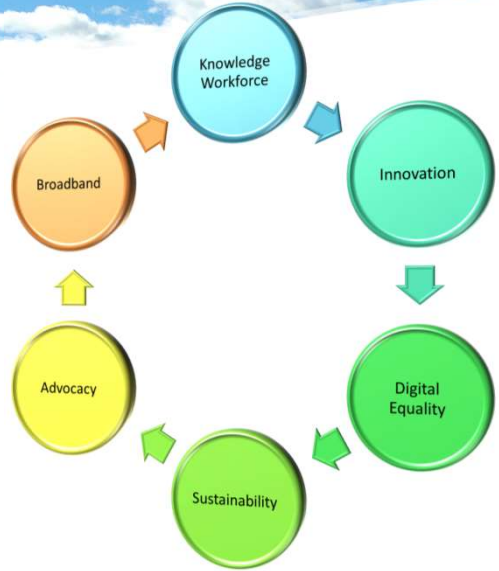 Knowledge
Workforce
Innovation
Digital
Equality
Sustainability
Advocacy
Broadband